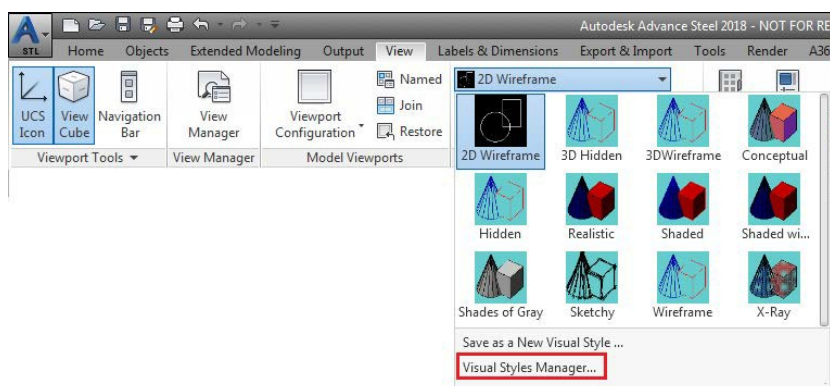 A
STL
Autodesk Advance Steel 2018 - NOT FOR RE
Home Objects Extended Modeling Output View Labels & Dimensions Export & Import Tools Render A36
UCS Icon
View Cube
Navigation Bar
View Manager
Viewport Configuration
Named
Join
Restore
Viewport Tools
View Manager
Model Viewports
2D Wireframe
2D Wireframe 3D Hidden 3DWireframe Conceptual
Hidden Realistic Shaded Shaded wi...
Shades of Gray Sketchy Wireframe X-Ray
Save as a New Visual Style ...
Visual Styles Manager...